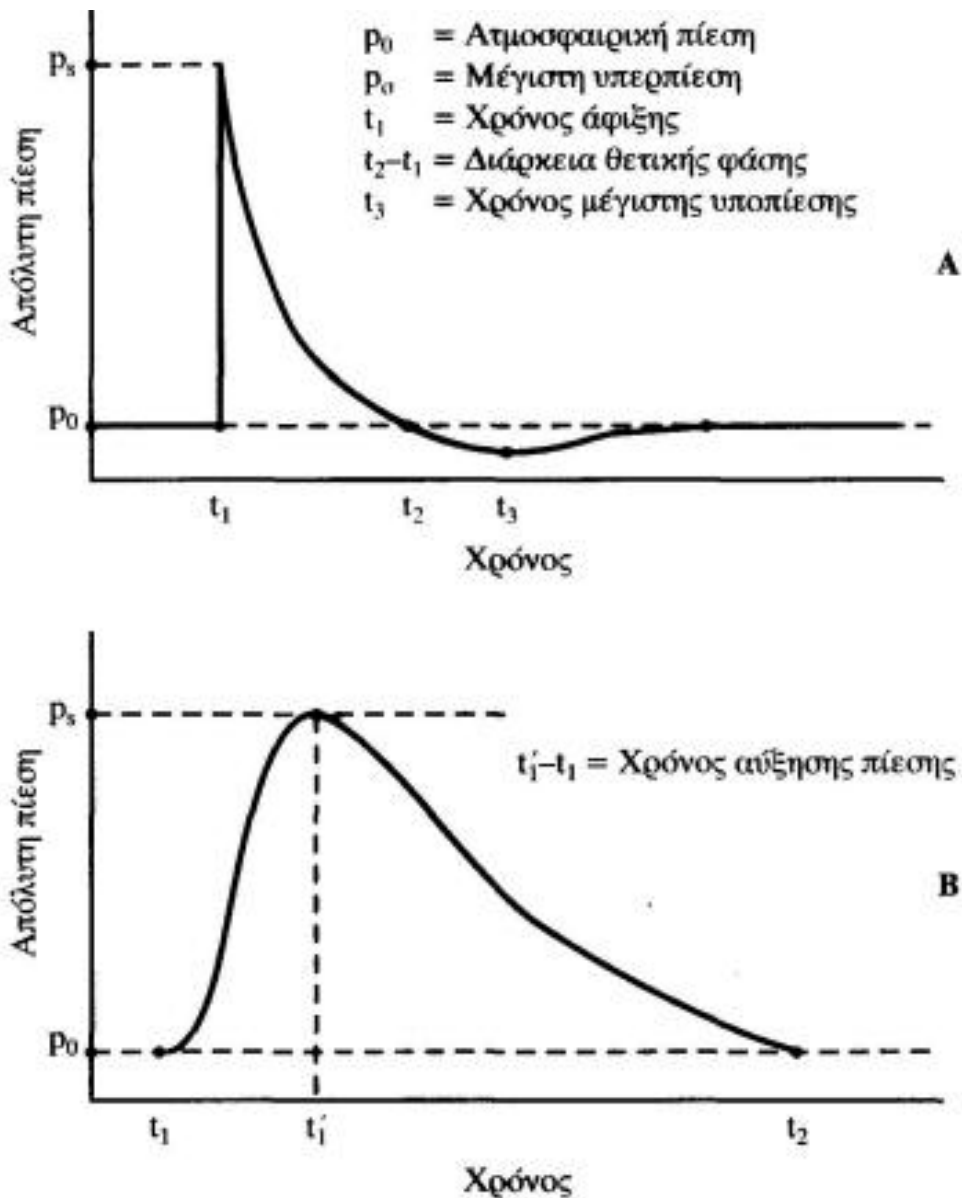 p₀ = Ατμοσφαιρική πίεση
pσ = Μέγιστη υπερπίεση
t₁ = Χρόνος άφιξης
t₂–t₁ = Διάρκεια θετικής φάσης
t₃ = Χρόνος μέγιστης υποπίεσης
pₛ
Απόλυτη πίεση
A
p₀
t₁ t₂ t₃
Χρόνος
pₛ
t₁′–t₁ = Χρόνος αύξησης πίεσης
Απόλυτη πίεση
B
p₀
t₁ t₁′ t₂
Χρόνος